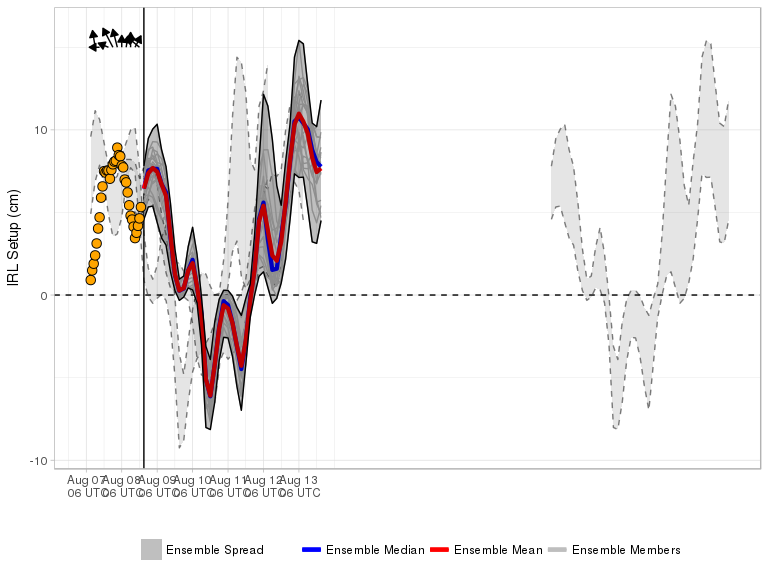 IRL Setup (cm)
10
0
-10
Aug 07 Aug 08 Aug 09 Aug 10 Aug 11 Aug 12 Aug 13
06 UTC 06 UTC 06 UTC 06 UTC 06 UTC 06 UTC 06 UTC
Ensemble Spread Ensemble Median Ensemble Mean Ensemble Members